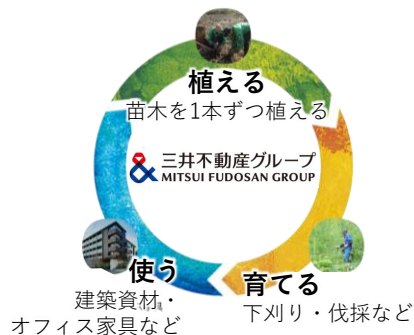 植える
苗木を1本ずつ植える
三井不動産グループ
MITSUI FUDOSAN GROUP
使う
建築資材・
オフィス家具など
育てる
下刈り・伐採など